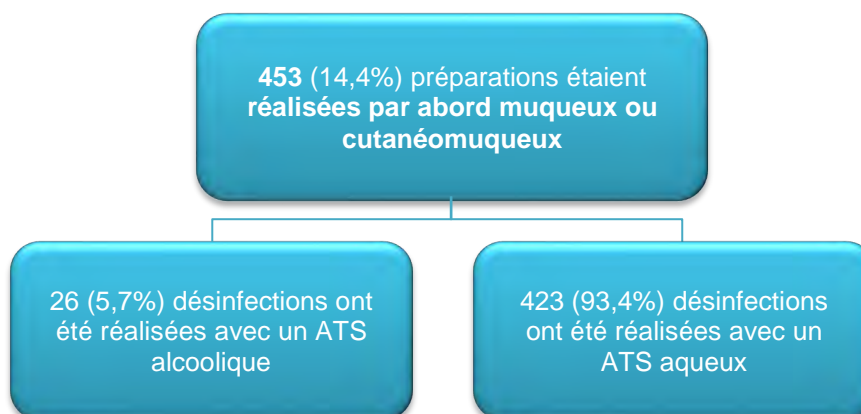 453 (14,4%) préparations étaient
réalisées par abord muqueux ou
cutanéomuqueux
26 (5,7%) désinfections ont
été réalisées avec un ATS
alcoolique
423 (93,4%) désinfections
ont été réalisées avec un
ATS aqueux